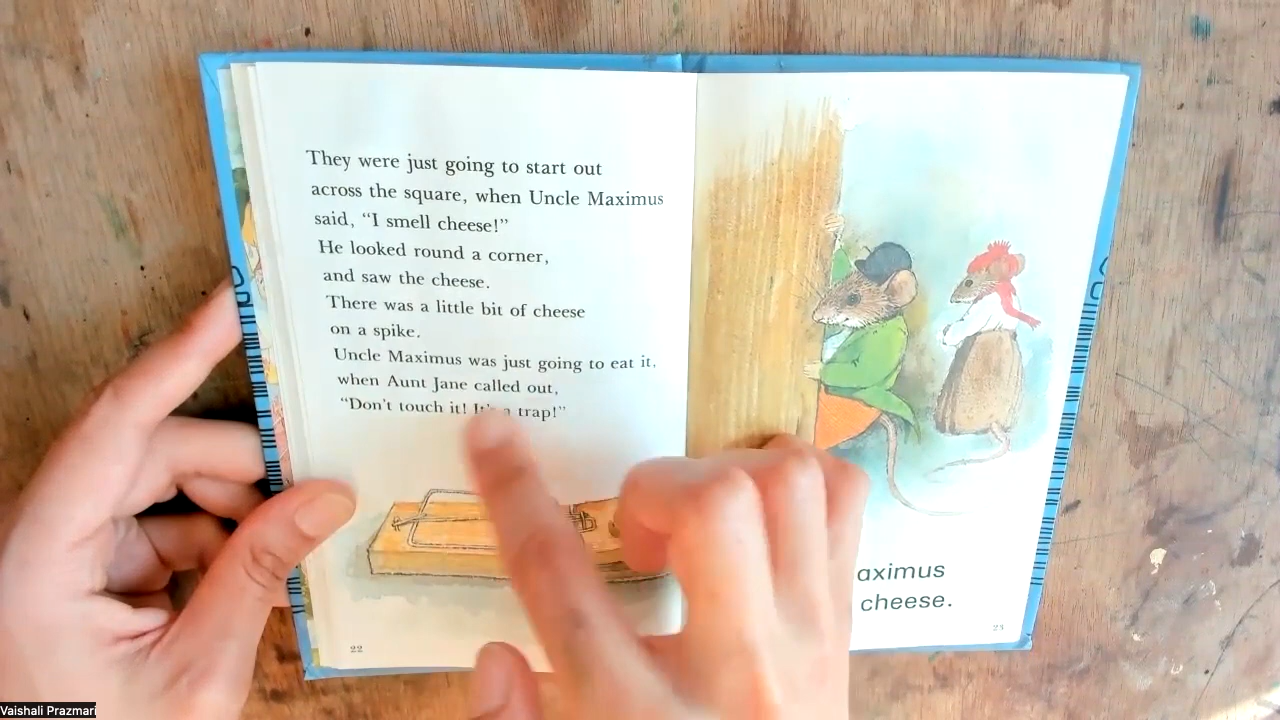 They were just going to start out
across the square, when Uncle Maximus
said, “I smell cheese!”
He looked round a corner,
and saw the cheese.
There was a little bit of cheese
on a spike.
Uncle Maximus was just going to eat it,
when Aunt Jane called out,
“Don't touch it! It's a trap!”
22
aximus
cheese.
23
Vaishali Prazmari